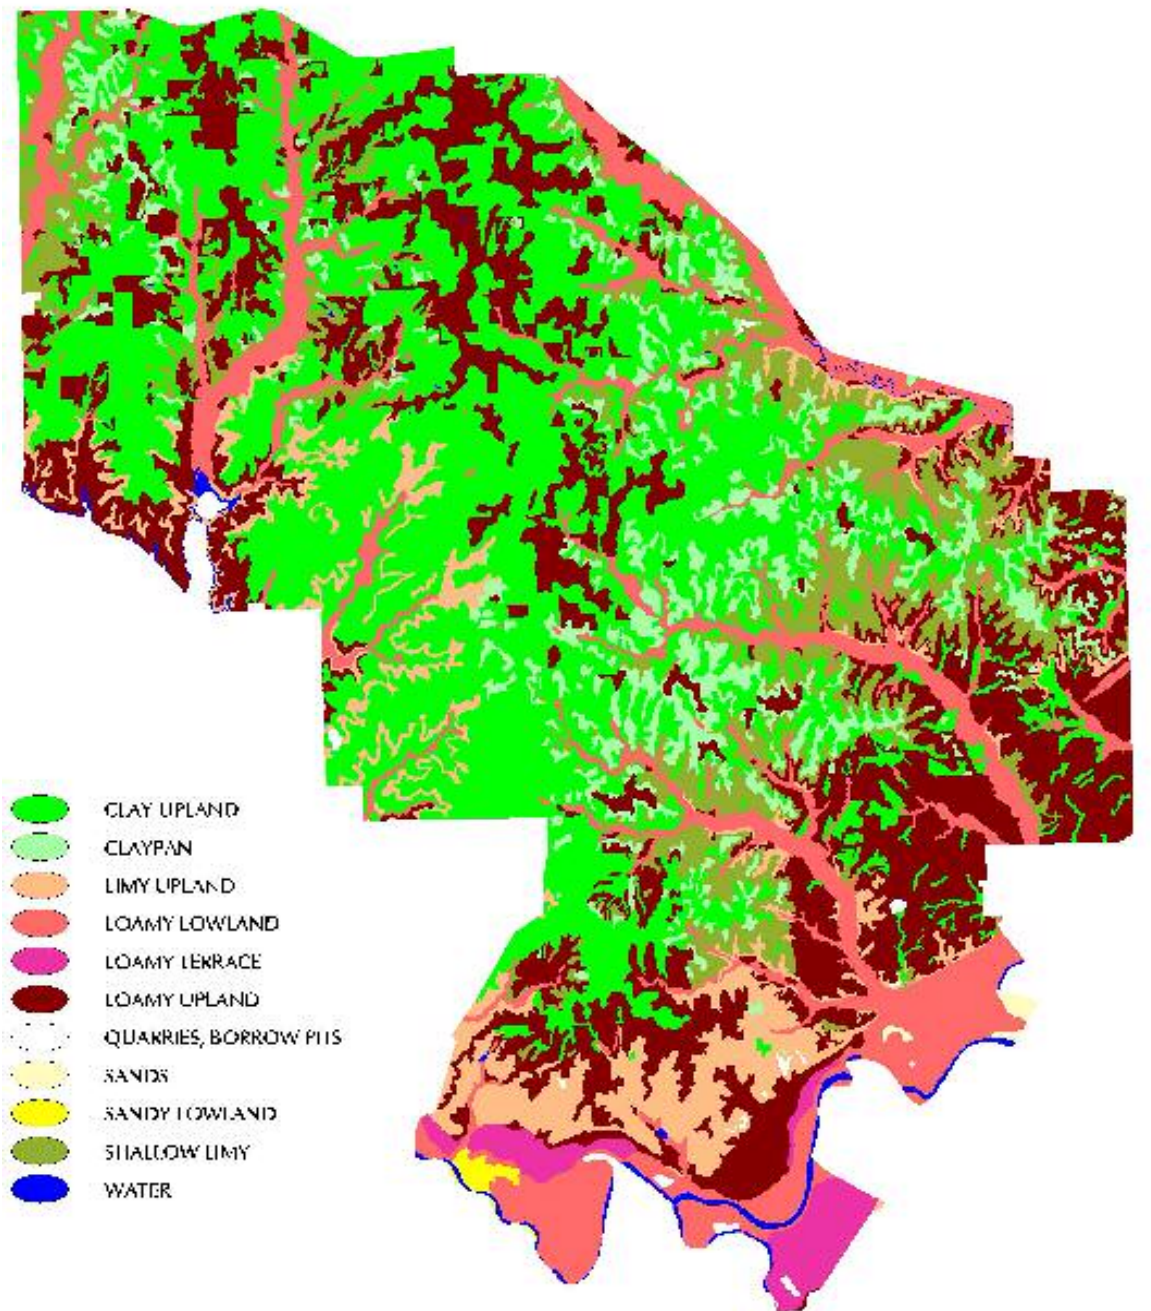 CLAY UPLAND
CLAYPAN
LIMY UPLAND
LOAMY LOWLAND
LOAMY TERRACE
LOAMY UPLAND
QUARRIES, BORROW PITS
SANDS
SANDY LOWLAND
SHALLOW LIMY
WATER